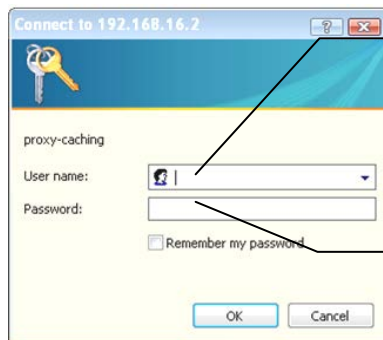 Connect to 192.168.16.2
proxy-caching
User name:
Password:
Remember my password
OK
Cancel